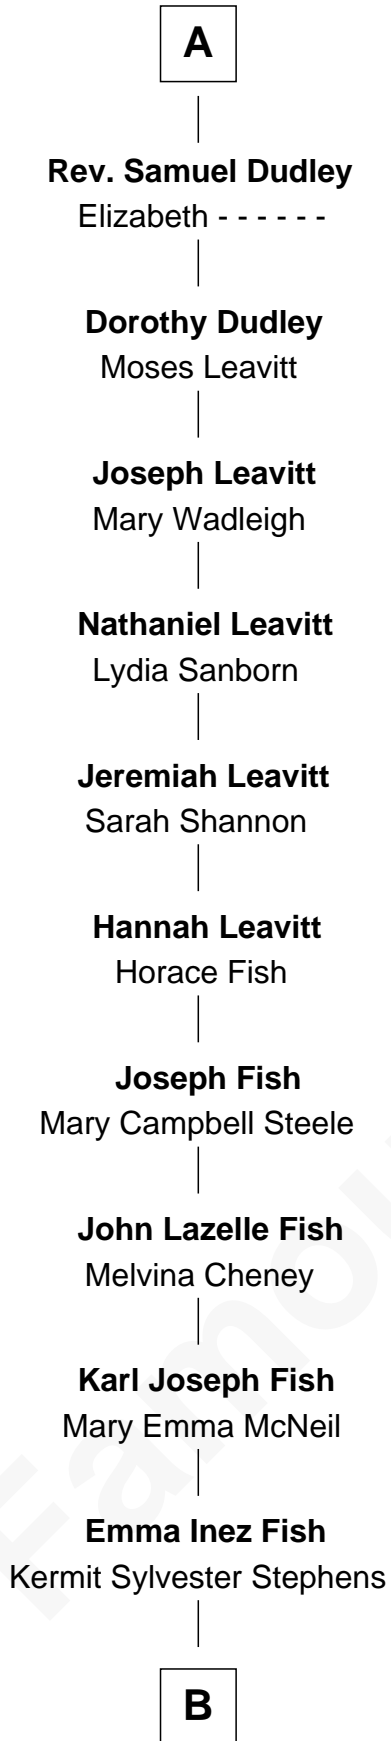 A
Rev. Samuel Dudley
Elizabeth - - - - - -
Dorothy Dudley
Moses Leavitt
Joseph Leavitt
Mary Wadleigh
Nathaniel Leavitt
Lydia Sanborn
Jeremiah Leavitt
Sarah Shannon
Hannah Leavitt
Horace Fish
Joseph Fish
Mary Campbell Steele
John Lazelle Fish
Melvina Cheney
Karl Joseph Fish
Mary Emma McNeil
Emma Inez Fish
Kermit Sylvester Stephens
B